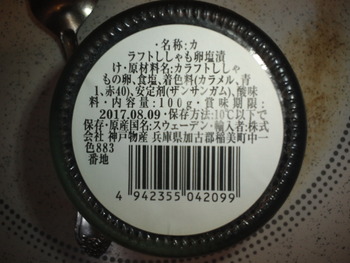 ・名称:カ
ラフトししゃも卵塩漬
け・原材料名:カラフトししゃ
もの卵、食塩、着色料(カラメル、青
1、赤40)、安定剤(ザンサンガム)、酸味
料・内容量:100g・賞味期限:
2017.08.09・保存方法:10℃以下で
保存・原産国名:スウェーデン・輸入者:株式
会社 神戸物産 兵庫県加古郡稲美町中一
色883
番地
4 942355 042099